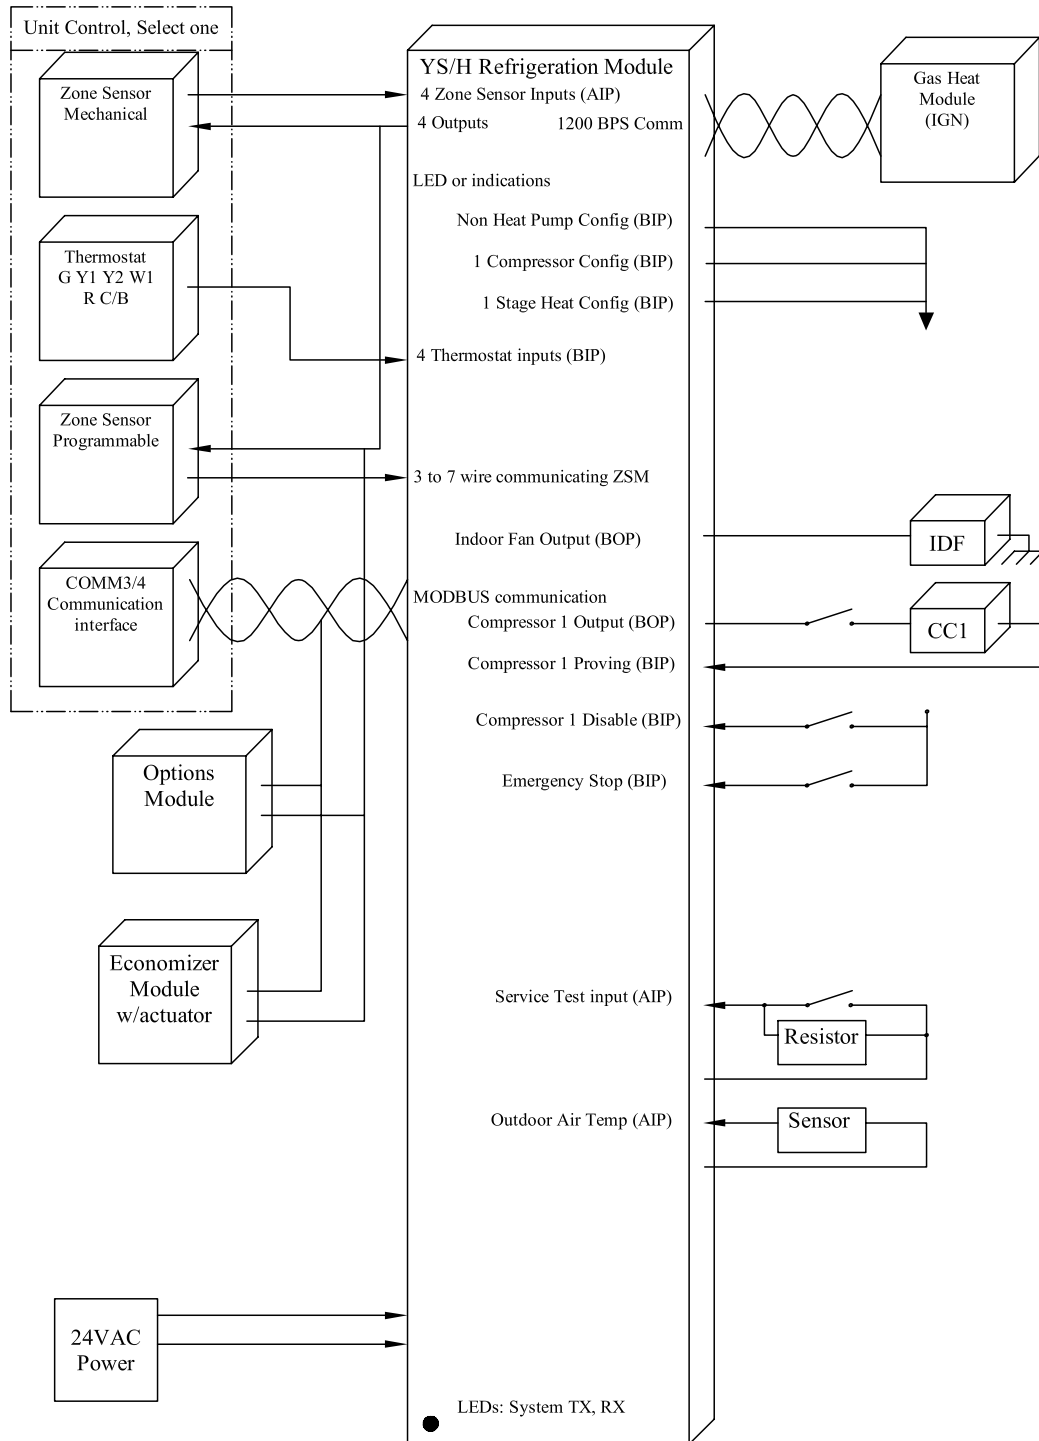 Unit Control, Select one
Zone Sensor
Mechanical
Thermostat
G Y1 Y2 W1
R C/B
Zone Sensor
Programmable
COMM3/4
Communication
interface
Options
Module
Economizer
Module
w/actuator
24VAC
Power
YS/H Refrigeration Module
4 Zone Sensor Inputs (AIP)
4 Outputs
1200 BPS Comm
LED or indications
Non Heat Pump Config (BIP)
1 Compressor Config (BIP)
1 Stage Heat Config (BIP)
4 Thermostat inputs (BIP)
3 to 7 wire communicating ZSM
Indoor Fan Output (BOP)
MODBUS communication
Compressor 1 Output (BOP)
Compressor 1 Proving (BIP)
Compressor 1 Disable (BIP)
Emergency Stop (BIP)
Service Test input (AIP)
Outdoor Air Temp (AIP)
LEDs: System TX, RX
Gas Heat
Module
(IGN)
IDF
CC1
Resistor
Sensor